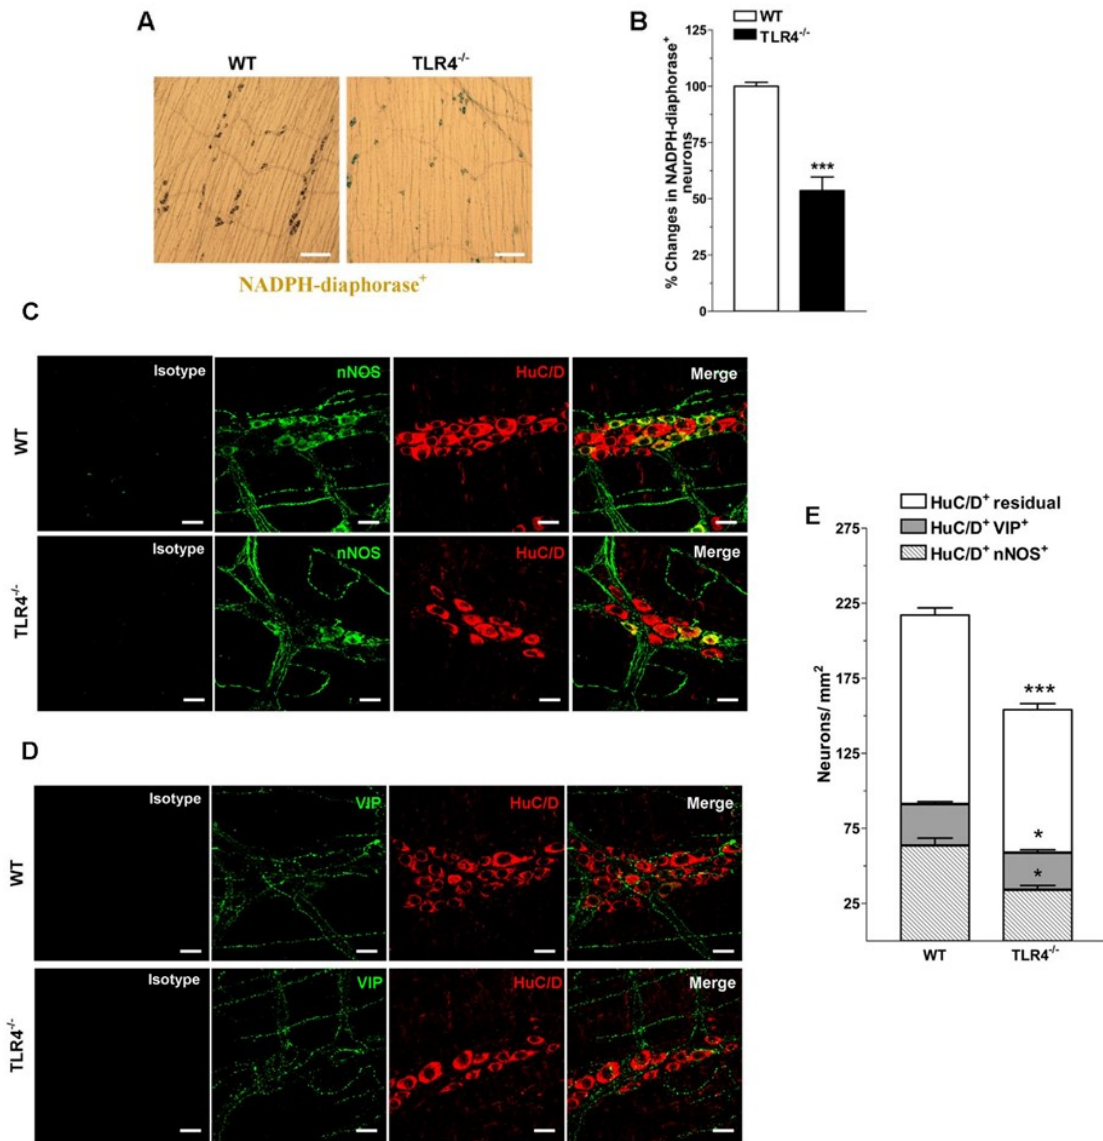 A
WT
TLR4-/-
NADPH-diaphorase+
B
WT
TLR4-/-
% Changes in NADPH-diaphorase+
neurons
125
100
75
50
25
0
***
C
WT
Isotype
nNOS
HuC/D
Merge
TLR4-/-
Isotype
nNOS
HuC/D
Merge
D
WT
Isotype
VIP
HuC/D
Merge
TLR4-/-
Isotype
VIP
HuC/D
Merge
E
HuC/D+ residual
HuC/D+ VIP+
HuC/D+ nNOS+
Neurons/ mm2
275
225
175
125
75
25
***
*
*
WT
TLR4-/-